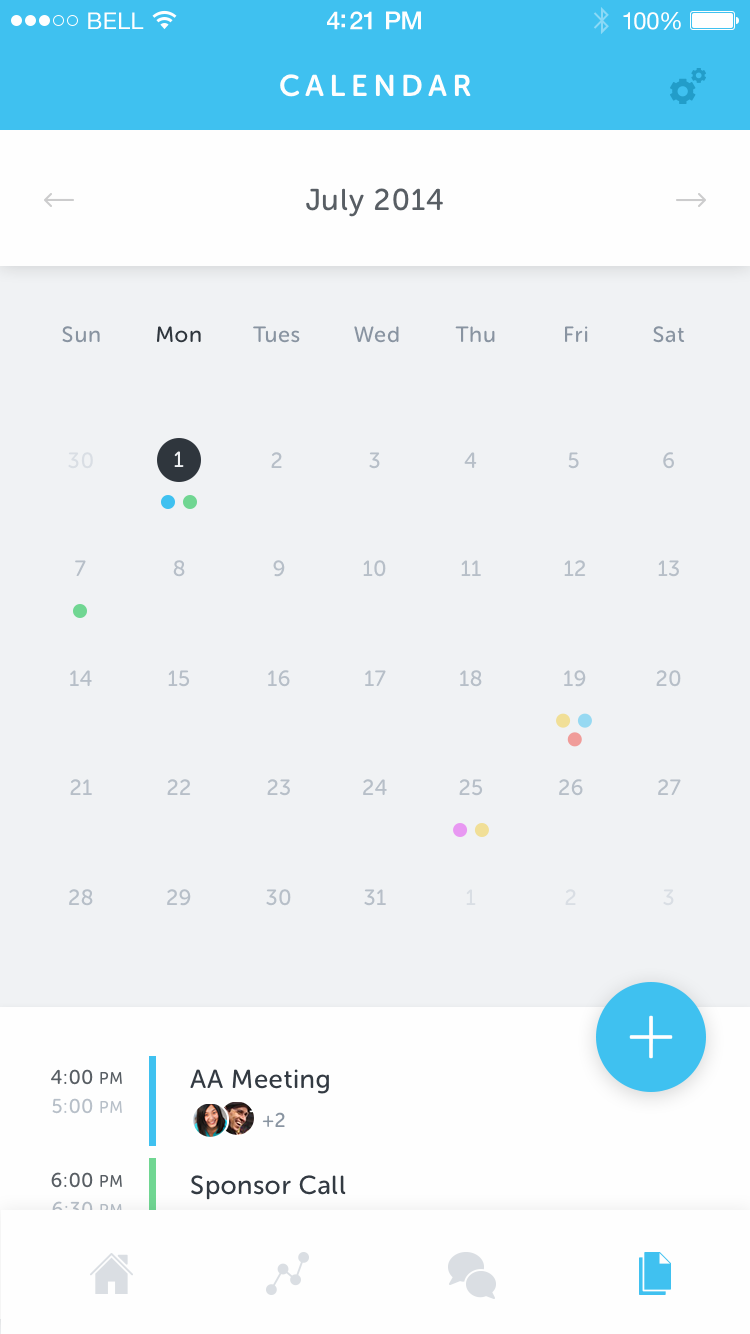 BELL 4:21 PM 100%
CALENDAR
July 2014
Sun Mon Tues Wed Thu Fri Sat
30 1 2 3 4 5 6
7 8 9 10 11 12 13
14 15 16 17 18 19 20
21 22 23 24 25 26 27
28 29 30 31 1 2 3
4:00 PM AA Meeting
5:00 PM +2
6:00 PM Sponsor Call
6:30 PM